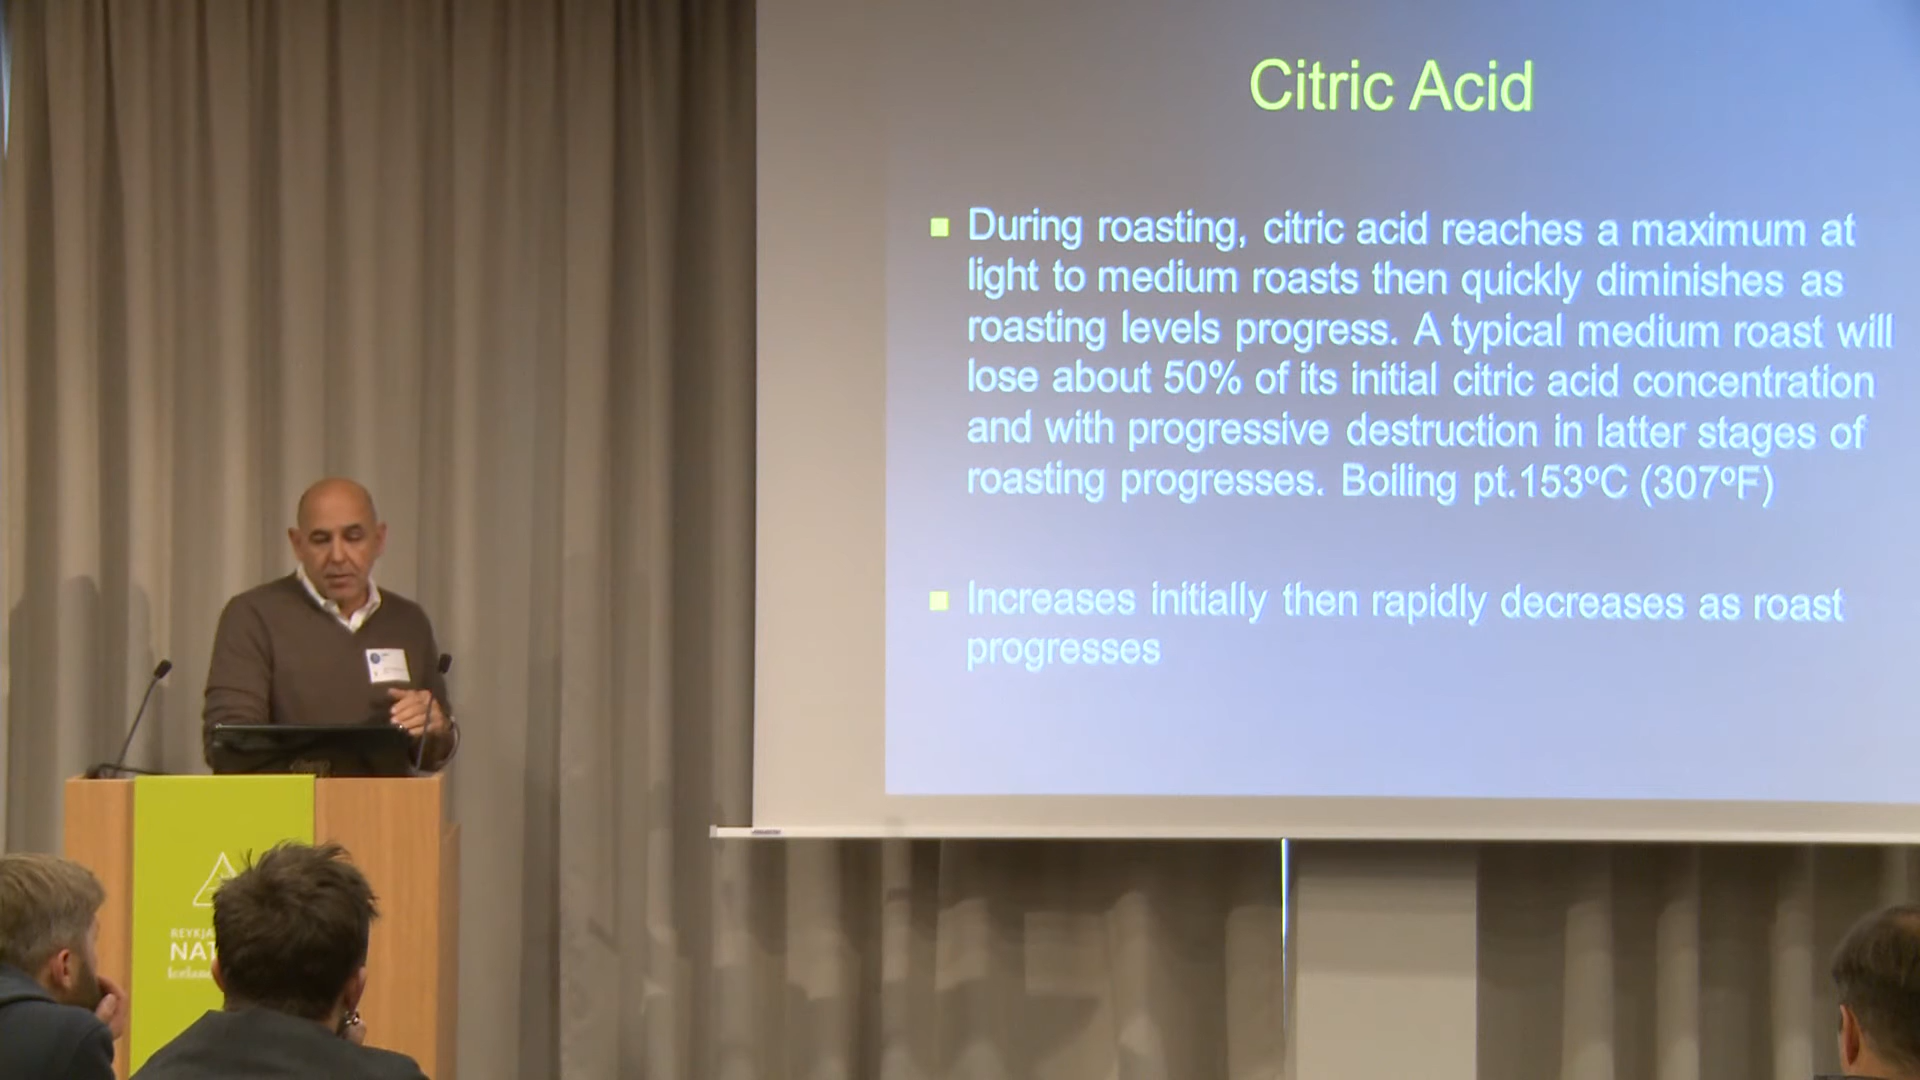 Citric Acid
During roasting, citric acid reaches a maximum at
light to medium roasts then quickly diminishes as
roasting levels progress. A typical medium roast will
lose about 50% of its initial citric acid concentration
and with progressive destruction in latter stages of
roasting progresses. Boiling pt.153ºC (307ºF)
Increases initially then rapidly decreases as roast
progresses